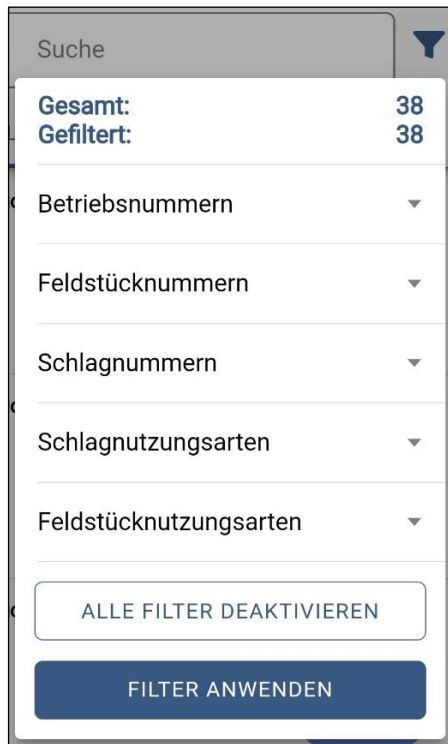 Suche
Gesamt: 38
Gefiltert: 38
Betriebsnummern
Feldstücknummern
Schlagnummern
Schlagnutzungsarten
Feldstücknutzungsarten
ALLE FILTER DEAKTIVIEREN
FILTER ANWENDEN